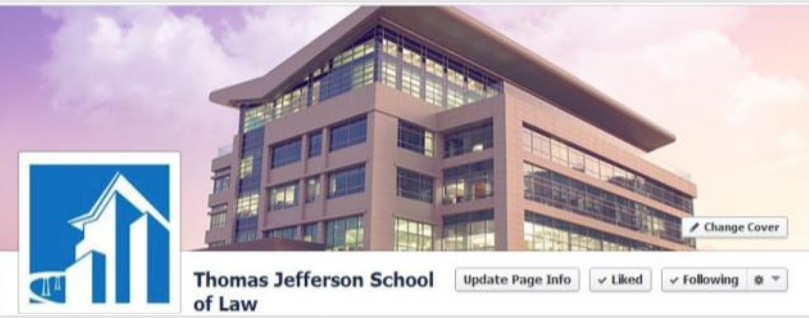 Change Cover
Thomas Jefferson School
of Law
Update Page Info
Liked
Following